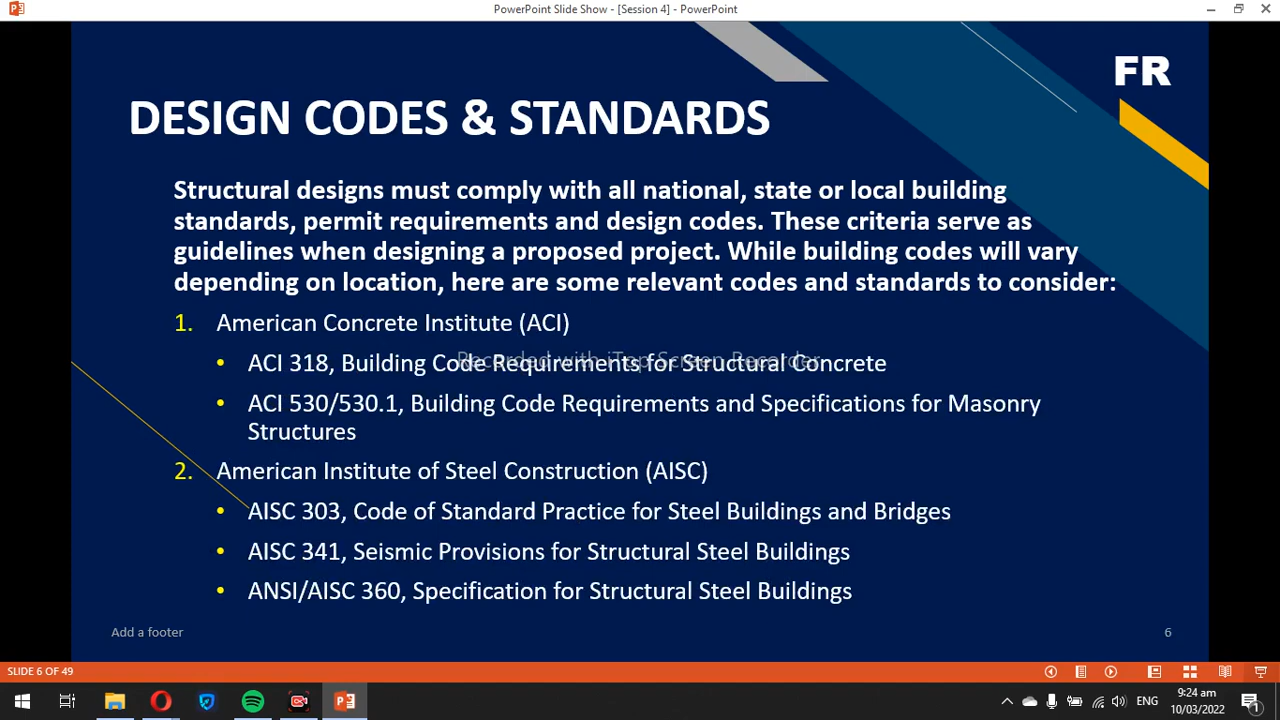 PowerPoint Slide Show - [Session 4] - PowerPoint
FR
DESIGN CODES & STANDARDS
Structural designs must comply with all national, state or local building
standards, permit requirements and design codes. These criteria serve as
guidelines when designing a proposed project. While building codes will vary
depending on location, here are some relevant codes and standards to consider:
1. American Concrete Institute (ACI)
Recorded with iTop Screen Recorder
• ACI 318, Building Code Requirements for Structural Concrete
• ACI 530/530.1, Building Code Requirements and Specifications for Masonry
Structures
2. American Institute of Steel Construction (AISC)
• AISC 303, Code of Standard Practice for Steel Buildings and Bridges
• AISC 341, Seismic Provisions for Structural Steel Buildings
• ANSI/AISC 360, Specification for Structural Steel Buildings
Add a footer
6
SLIDE 6 OF 49
ENG
9:24 am
10/03/2022
1